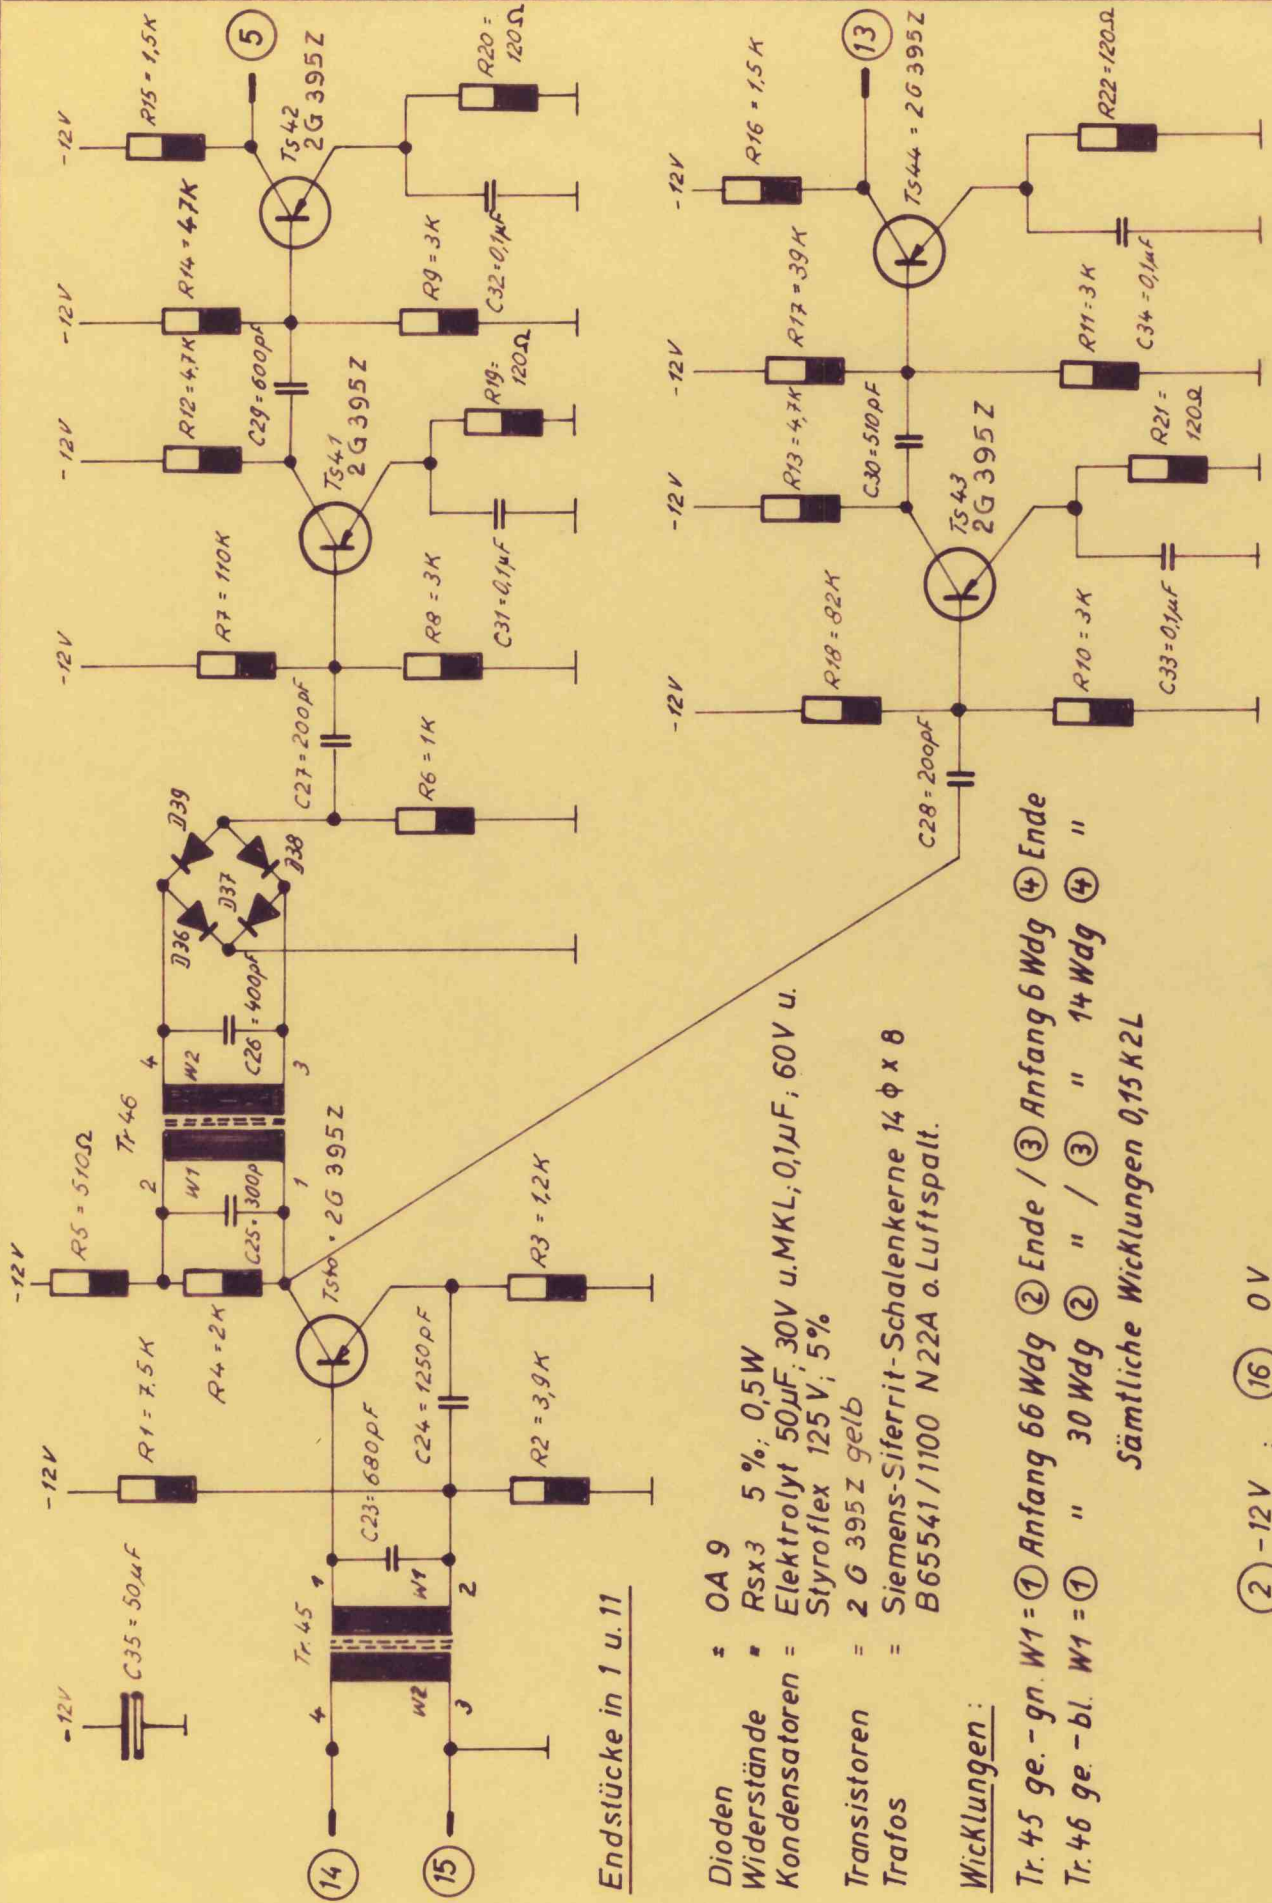 -12V
C35 = 50µF
-12V
R1 = 7,5K
-12V
R5 = 510Ω
R4 = 2K
Tr. 45
4
1
W2
W1
3
2
14
15
C23 = 680pF
C24 = 1250pF
R2 = 3,9K
R3 = 1,2K
2G 395Z
Tr 46
2
4
W1
W2
1
3
C25 = 300p
C26 = 400pF
D36
D39
D37
D38
C27 = 200pF
R6 = 1K
-12V
R7 = 110K
R8 = 3K
-12V
R12 = 4,7K
Ts41
2G 395Z
C31 = 0,1µF
R19 =
120Ω
C29 = 600pF
-12V
R14 = 47K
R9 = 3K
-12V
R15 = 1,5K
5
Ts42
2G 395Z
C32 = 0,1µF
R20 =
120Ω
-12V
R18 = 82K
C28 = 200pF
R10 = 3K
-12V
R13 = 4,7K
Ts43
2G 395Z
C33 = 0,1µF
R21 =
120Ω
C30 = 510pF
-12V
R17 = 39K
R11 = 3K
-12V
R16 = 1,5K
13
Ts44 = 2G 395Z
C34 = 0,1µF
R22 = 120Ω
Endstücke in 1 u. 11
Dioden = OA 9
Widerstände = Rsx3 5 %; 0,5W
Kondensatoren = Elektrolyt 50µF; 30V u. MKL; 0,1µF; 60V u.
Styroflex 125 V; 5%
Transistoren = 2 G 395 Z gelb
Trafos = Siemens-Siferrit-Schalenkerne 14 ϕ x 8
B65541/1100 N22A o. Luftspalt.
Wicklungen:
Tr. 45 ge. - gn. W1 = ① Anfang 66 Wdg ② Ende / ③ Anfang 6 Wdg ④ Ende
Tr. 46 ge. - bl. W1 = ① " 30 Wdg ② " / ③ " 14 Wdg ④ "
Sämtliche Wicklungen 0,15 K2L
② -12V ; ⑯ 0V